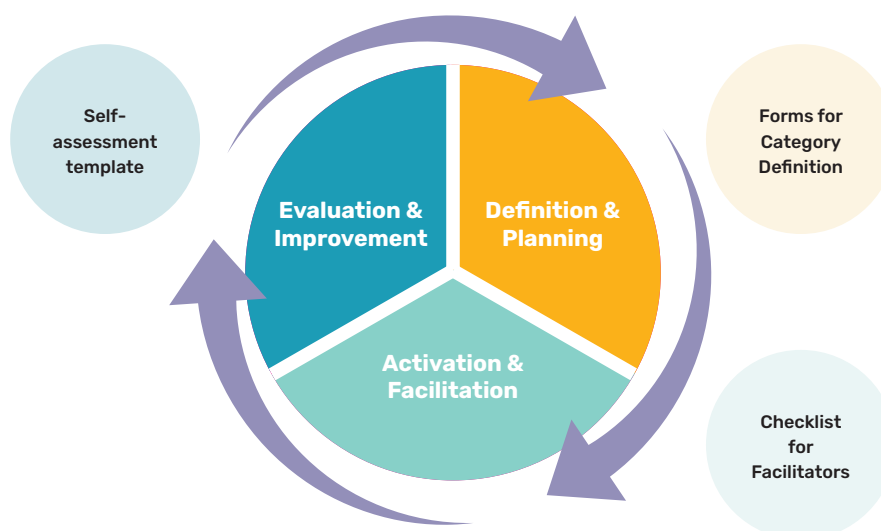 Self-
assessment
template
Forms for
Category
Definition
Evaluation &
Improvement
Definition &
Planning
Activation &
Facilitation
Checklist
for
Facilitators